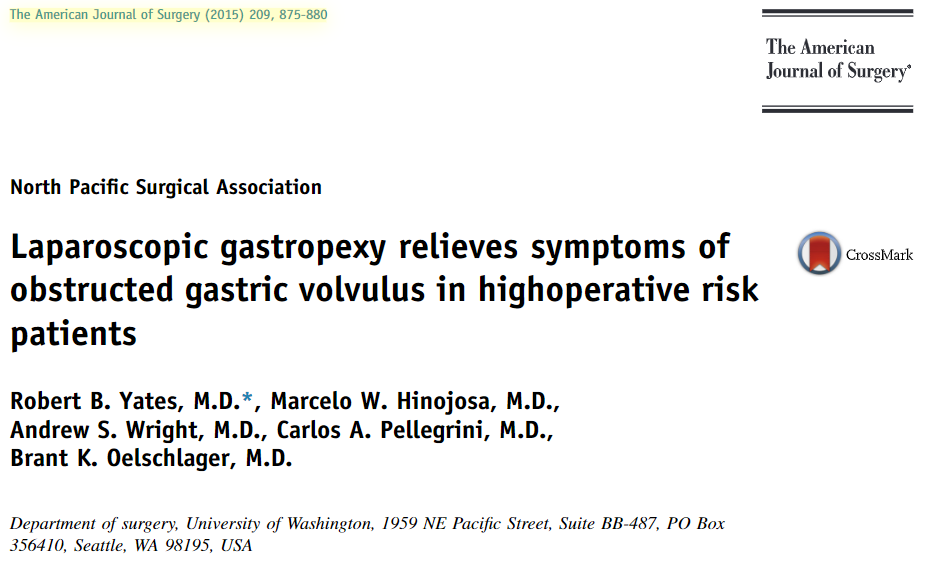 The American Journal of Surgery (2015) 209, 875-880
The American
Journal of Surgery®
North Pacific Surgical Association
Laparoscopic gastropexy relieves symptoms of
obstructed gastric volvulus in highoperative risk
patients
CrossMark
Robert B. Yates, M.D.*, Marcelo W. Hinojosa, M.D.,
Andrew S. Wright, M.D., Carlos A. Pellegrini, M.D.,
Brant K. Oelschlager, M.D.
Department of surgery, University of Washington, 1959 NE Pacific Street, Suite BB-487, PO Box
356410, Seattle, WA 98195, USA